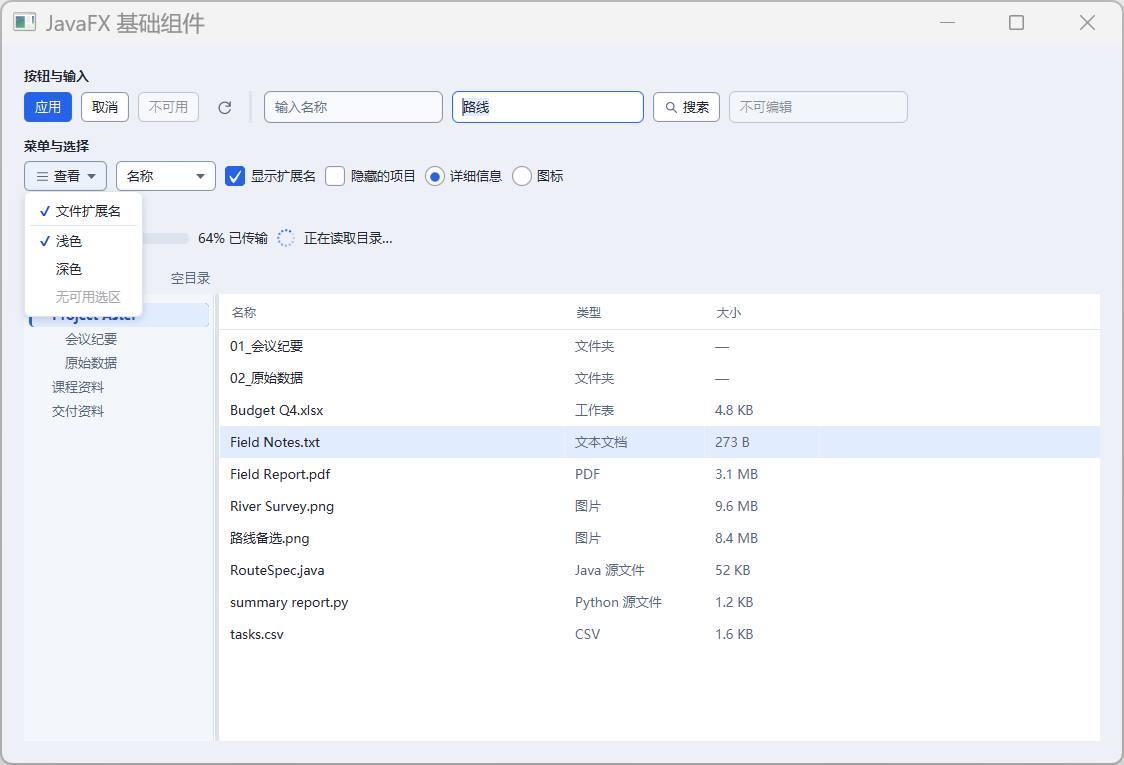 JavaFX 基础组件
按钮与输入
应用 取消 不可用 输入名称 路线 搜索 不可编辑
菜单与选择
查看 名称 显示扩展名 隐藏的项目 详细信息 图标
文件扩展名
浅色
深色
无可用选区
64% 已传输 正在读取目录...
空目录
Project Aster
会议纪要
原始数据
课程资料
交付资料
名称 类型 大小
01_会议纪要 文件夹 —
02_原始数据 文件夹 —
Budget Q4.xlsx 工作表 4.8 KB
Field Notes.txt 文本文档 273 B
Field Report.pdf PDF 3.1 MB
River Survey.png 图片 9.6 MB
路线备选.png 图片 8.4 MB
RouteSpec.java Java 源文件 52 KB
summary report.py Python 源文件 1.2 KB
tasks.csv CSV 1.6 KB